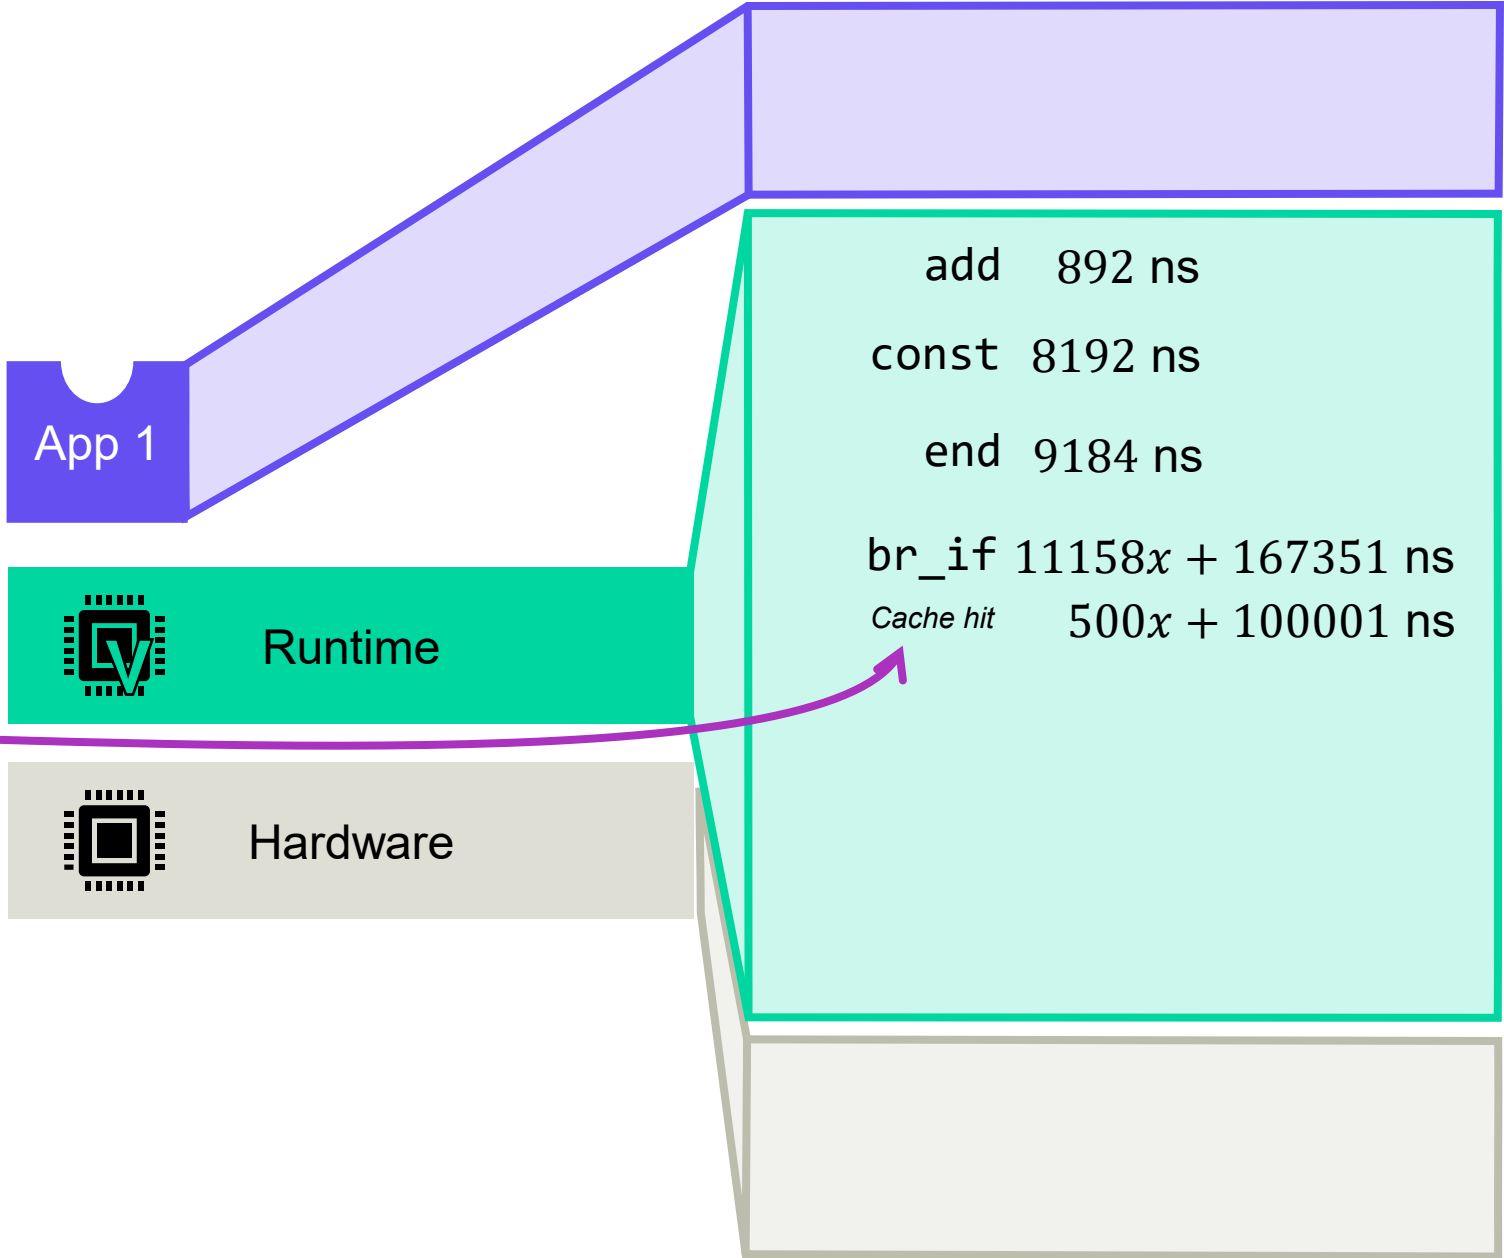 add 892 ns
const 8192 ns
App 1
end 9184 ns
br_if 11158x + 167351 ns
Cache hit 500x + 100001 ns
Runtime
V
Hardware